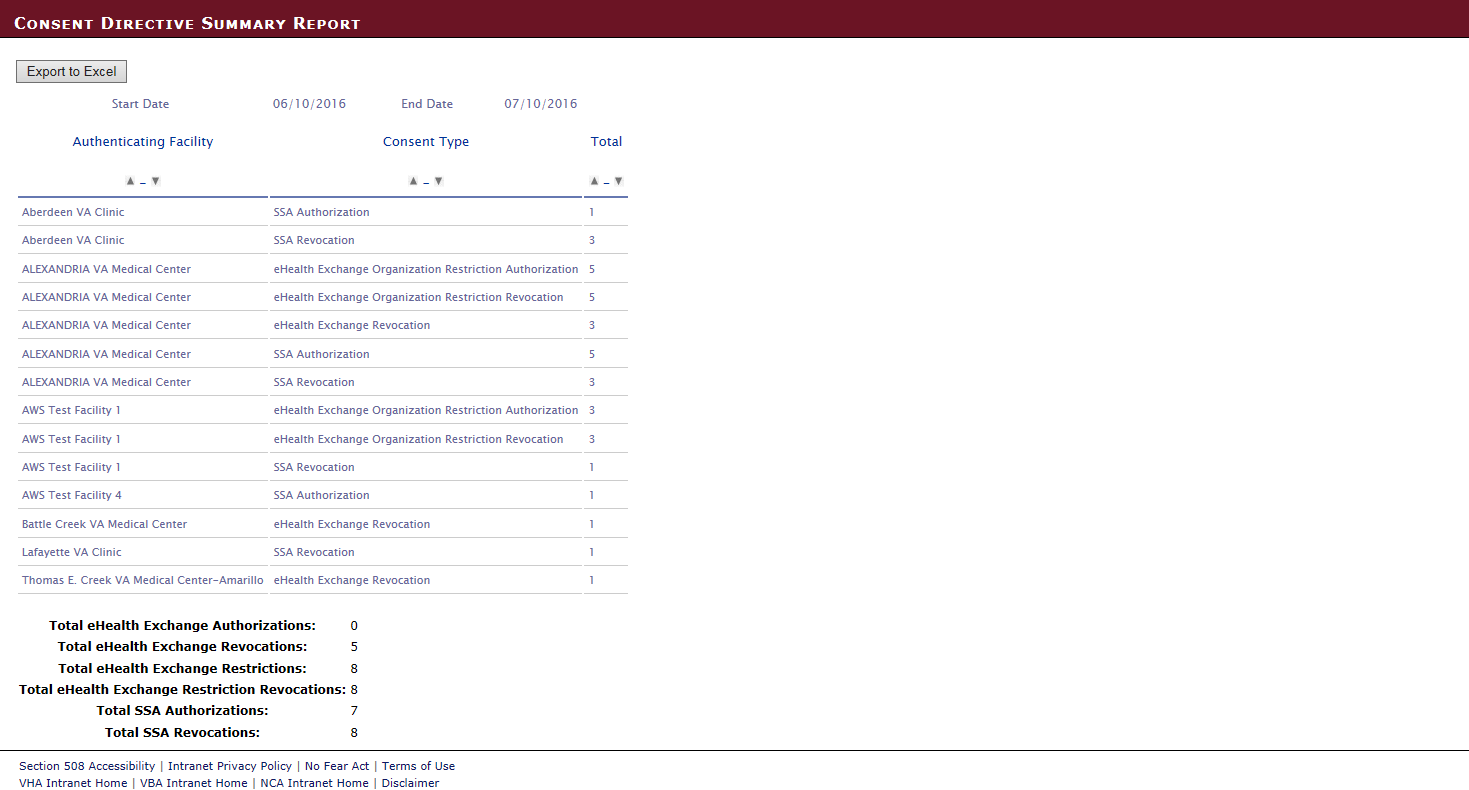 Consent Directive Summary Report
Export to Excel
Start Date 06/10/2016 End Date 07/10/2016
Authenticating Facility Consent Type Total
▲ – ▼ ▲ – ▼ ▲ – ▼
Aberdeen VA Clinic SSA Authorization 1
Aberdeen VA Clinic SSA Revocation 3
ALEXANDRIA VA Medical Center eHealth Exchange Organization Restriction Authorization 5
ALEXANDRIA VA Medical Center eHealth Exchange Organization Restriction Revocation 5
ALEXANDRIA VA Medical Center eHealth Exchange Revocation 3
ALEXANDRIA VA Medical Center SSA Authorization 5
ALEXANDRIA VA Medical Center SSA Revocation 3
AWS Test Facility 1 eHealth Exchange Organization Restriction Authorization 3
AWS Test Facility 1 eHealth Exchange Organization Restriction Revocation 3
AWS Test Facility 1 SSA Revocation 1
AWS Test Facility 4 SSA Authorization 1
Battle Creek VA Medical Center eHealth Exchange Revocation 1
Lafayette VA Clinic SSA Revocation 1
Thomas E. Creek VA Medical Center-Amarillo eHealth Exchange Revocation 1
Total eHealth Exchange Authorizations: 0
Total eHealth Exchange Revocations: 5
Total eHealth Exchange Restrictions: 8
Total eHealth Exchange Restriction Revocations: 8
Total SSA Authorizations: 7
Total SSA Revocations: 8
Section 508 Accessibility | Intranet Privacy Policy | No Fear Act | Terms of Use
VHA Intranet Home | VBA Intranet Home | NCA Intranet Home | Disclaimer